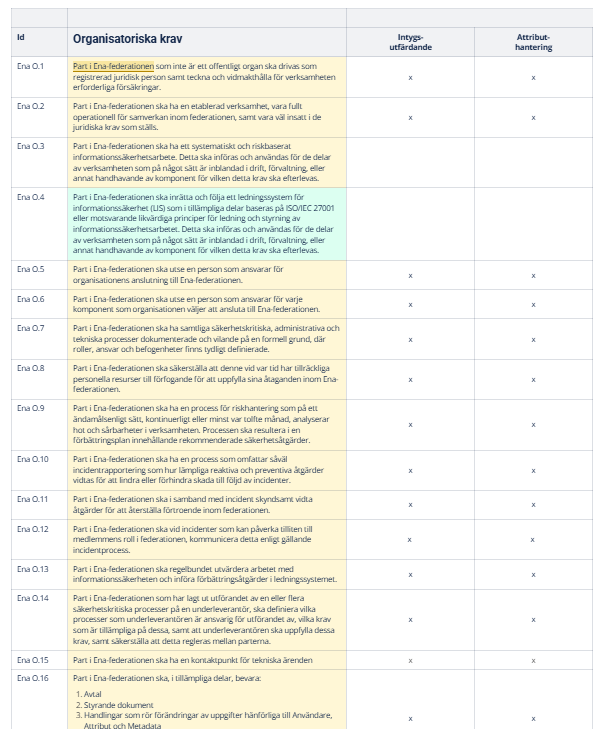 Id
Organisatoriska krav
Intygs-
utfärdande
Attribut-
hantering
Ena O.1
Part i Ena-federationen som inte är ett offentligt organ ska drivas som
registrerad juridisk person samt teckna och vidmakthålla för verksamheten
erforderliga försäkringar.
x
x
Ena O.2
Part i Ena-federationen ska ha en etablerad verksamhet, vara fullt
operationell för samverkan inom federationen, samt vara väl insatt i de
juridiska krav som ställs.
x
x
Ena O.3
Part i Ena-federationen ska ha ett systematiskt och riskbaserat
informationssäkerhetsarbete. Detta ska införas och användas för de delar
av verksamheten som på något sätt är inblandad i drift, förvaltning, eller
annat handhavande av komponent för vilken detta krav ska efterlevas.
Ena O.4
Part i Ena-federationen ska inrätta och följa ett ledningssystem för
informationssäkerhet (LIS) som i tillämpliga delar baseras på ISO/IEC 27001
eller motsvarande likvärdiga principer för ledning och styrning av
informationssäkerhetsarbetet. Detta ska införas och användas för de delar
av verksamheten som på något sätt är inblandad i drift, förvaltning, eller
annat handhavande av komponent för vilken detta krav ska efterlevas.
Ena O.5
Part i Ena-federationen ska utse en person som ansvarar för
organisationens anslutning till Ena-federationen.
x
x
Ena O.6
Part i Ena-federationen ska utse en person som ansvarar för varje
komponent som organisationen väljer att ansluta till Ena-federationen.
x
x
Ena O.7
Part i Ena-federationen ska ha samtliga säkerhetskritiska, administrativa och
tekniska processer dokumenterade och vilande på en formell grund, där
roller, ansvar och befogenheter finns tydligt definierade.
x
x
Ena O.8
Part i Ena-federationen ska säkerställa att denne vid var tid har tillräckliga
personella resurser till förfogande för att uppfylla sina åtaganden inom Ena-
federationen.
x
x
Ena O.9
Part i Ena-federationen ska ha en process för riskhantering som på ett
ändamålsenligt sätt, kontinuerligt eller minst var tolfte månad, analyserar
hot och sårbarheter i verksamheten. Processen ska resultera i en
förbättringsplan innehållande rekommenderade säkerhetsåtgärder.
x
x
Ena O.10
Part i Ena-federationen ska ha en process som omfattar såväl
incidentrapportering som hur lämpliga reaktiva och preventiva åtgärder
vidtas för att lindra eller förhindra skada till följd av incidenter.
x
x
Ena O.11
Part i Ena-federationen ska i samband med incident skyndsamt vidta
åtgärder för att återställa förtroende inom federationen.
x
x
Ena O.12
Part i Ena-federationen ska vid incidenter som kan påverka tilliten till
medlemmens roll i federationen, kommunicera detta enligt gällande
incidentprocess.
x
x
Ena O.13
Part i Ena-federationen ska regelbundet utvärdera arbetet med
informationssäkerheten och införa förbättringsåtgärder i ledningssystemet.
x
x
Ena O.14
Part i Ena-federationen som har lagt ut utförandet av en eller flera
säkerhetskritiska processer på en underleverantör, ska definiera vilka
processer som underleverantören är ansvarig för utförandet av, vilka krav
som är tillämpliga på dessa, samt att underleverantören ska uppfylla dessa
krav, samt säkerställa att detta regleras mellan parterna.
x
x
Ena O.15
Part i Ena-federationen ska ha en kontaktpunkt för tekniska ärenden
x
x
Ena O.16
Part i Ena-federationen ska, i tillämpliga delar, bevara:
1. Avtal
2. Styrande dokument
3. Handlingar som rör förändringar av uppgifter hänförliga till Användare,
Attribut och Metadata
x
x